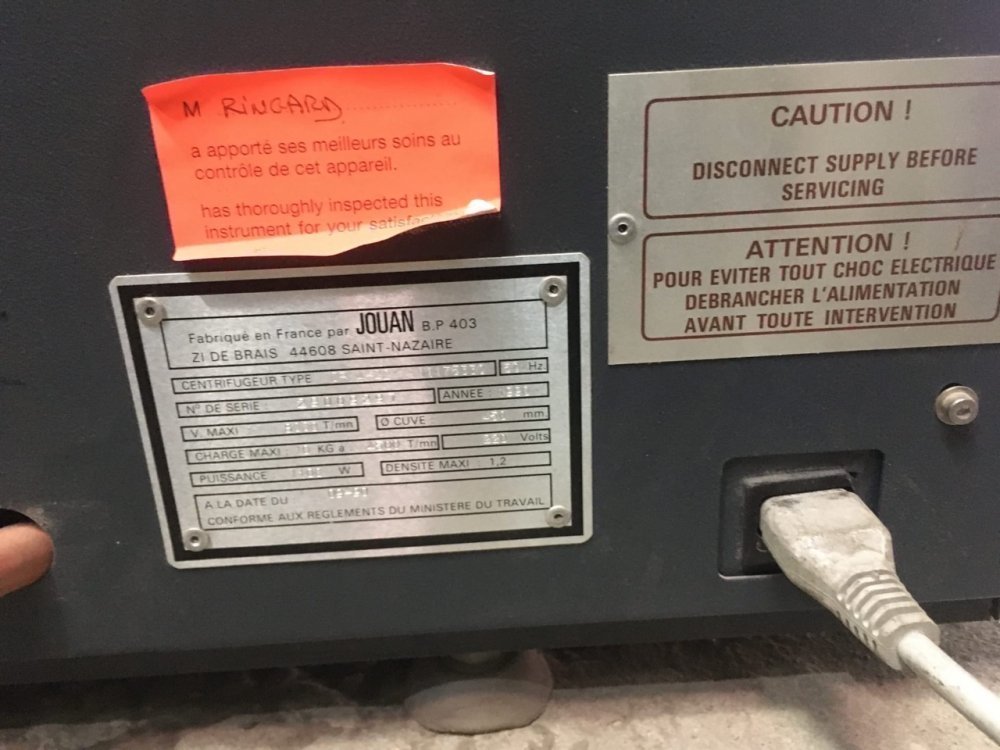 M RINGARD
a apporté ses meilleurs soins au
contrôle de cet appareil.
has thoroughly inspected this
instrument for your
CAUTION !
DISCONNECT SUPPLY BEFORE
SERVICING
ATTENTION !
POUR EVITER TOUT CHOC ELECTRIQUE
DEBRANCHER L'ALIMENTATION
AVANT TOUTE INTERVENTION
Fabriqué en France par JOUAN B.P 403
ZI DE BRAIS 44608 SAINT-NAZAIRE
CENTRIFUGEUR TYPE Hz
N° DE SERIE : ANNEE :
V. MAXI : T/mn Ø CUVE : mm
CHARGE MAXI : KG à T/mn Volts
PUISSANCE W DENSITE MAXI : 1,2
A LA DATE DU :
CONFORME AUX REGLEMENTS DU MINISTERE DU TRAVAIL